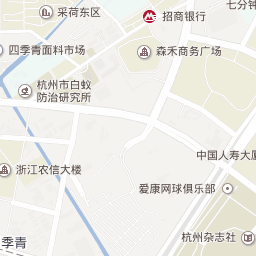 采荷东区
招商银行
七分钟
四季青面料市场
森禾商务广场
杭州市白蚁
防治研究所
中国人寿大厦
浙江农信大楼
爱康网球俱乐部
季青
杭州杂志社